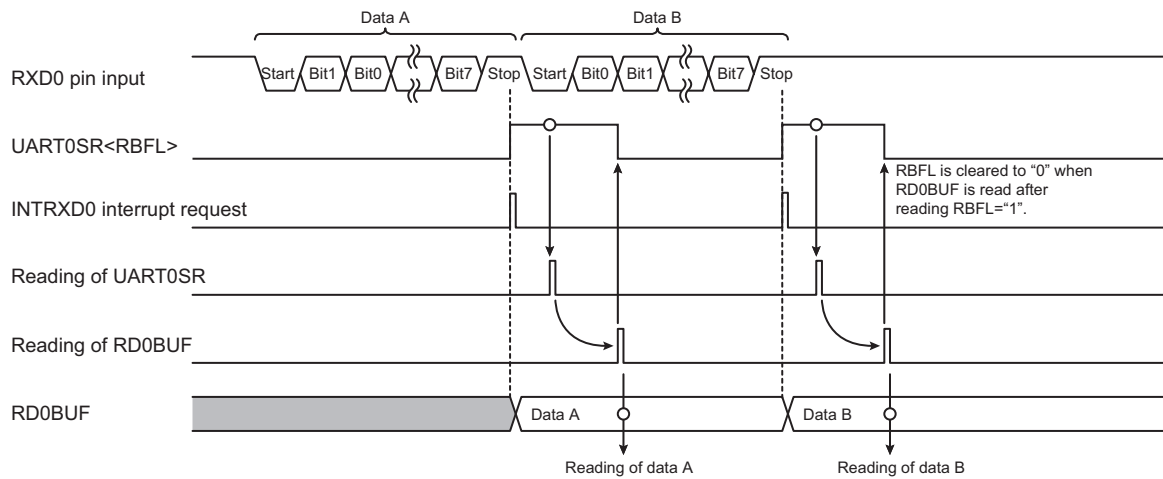 Data A Data B
RXD0 pin input Start Bit1 Bit0 Bit7 Stop Start Bit0 Bit1 Bit7 Stop
UART0SR<RBFL>
RBFL is cleared to “0” when
RD0BUF is read after
reading RBFL=“1”.
INTRXD0 interrupt request
Reading of UART0SR
Reading of RD0BUF
RD0BUF Data A Data B
Reading of data A Reading of data B